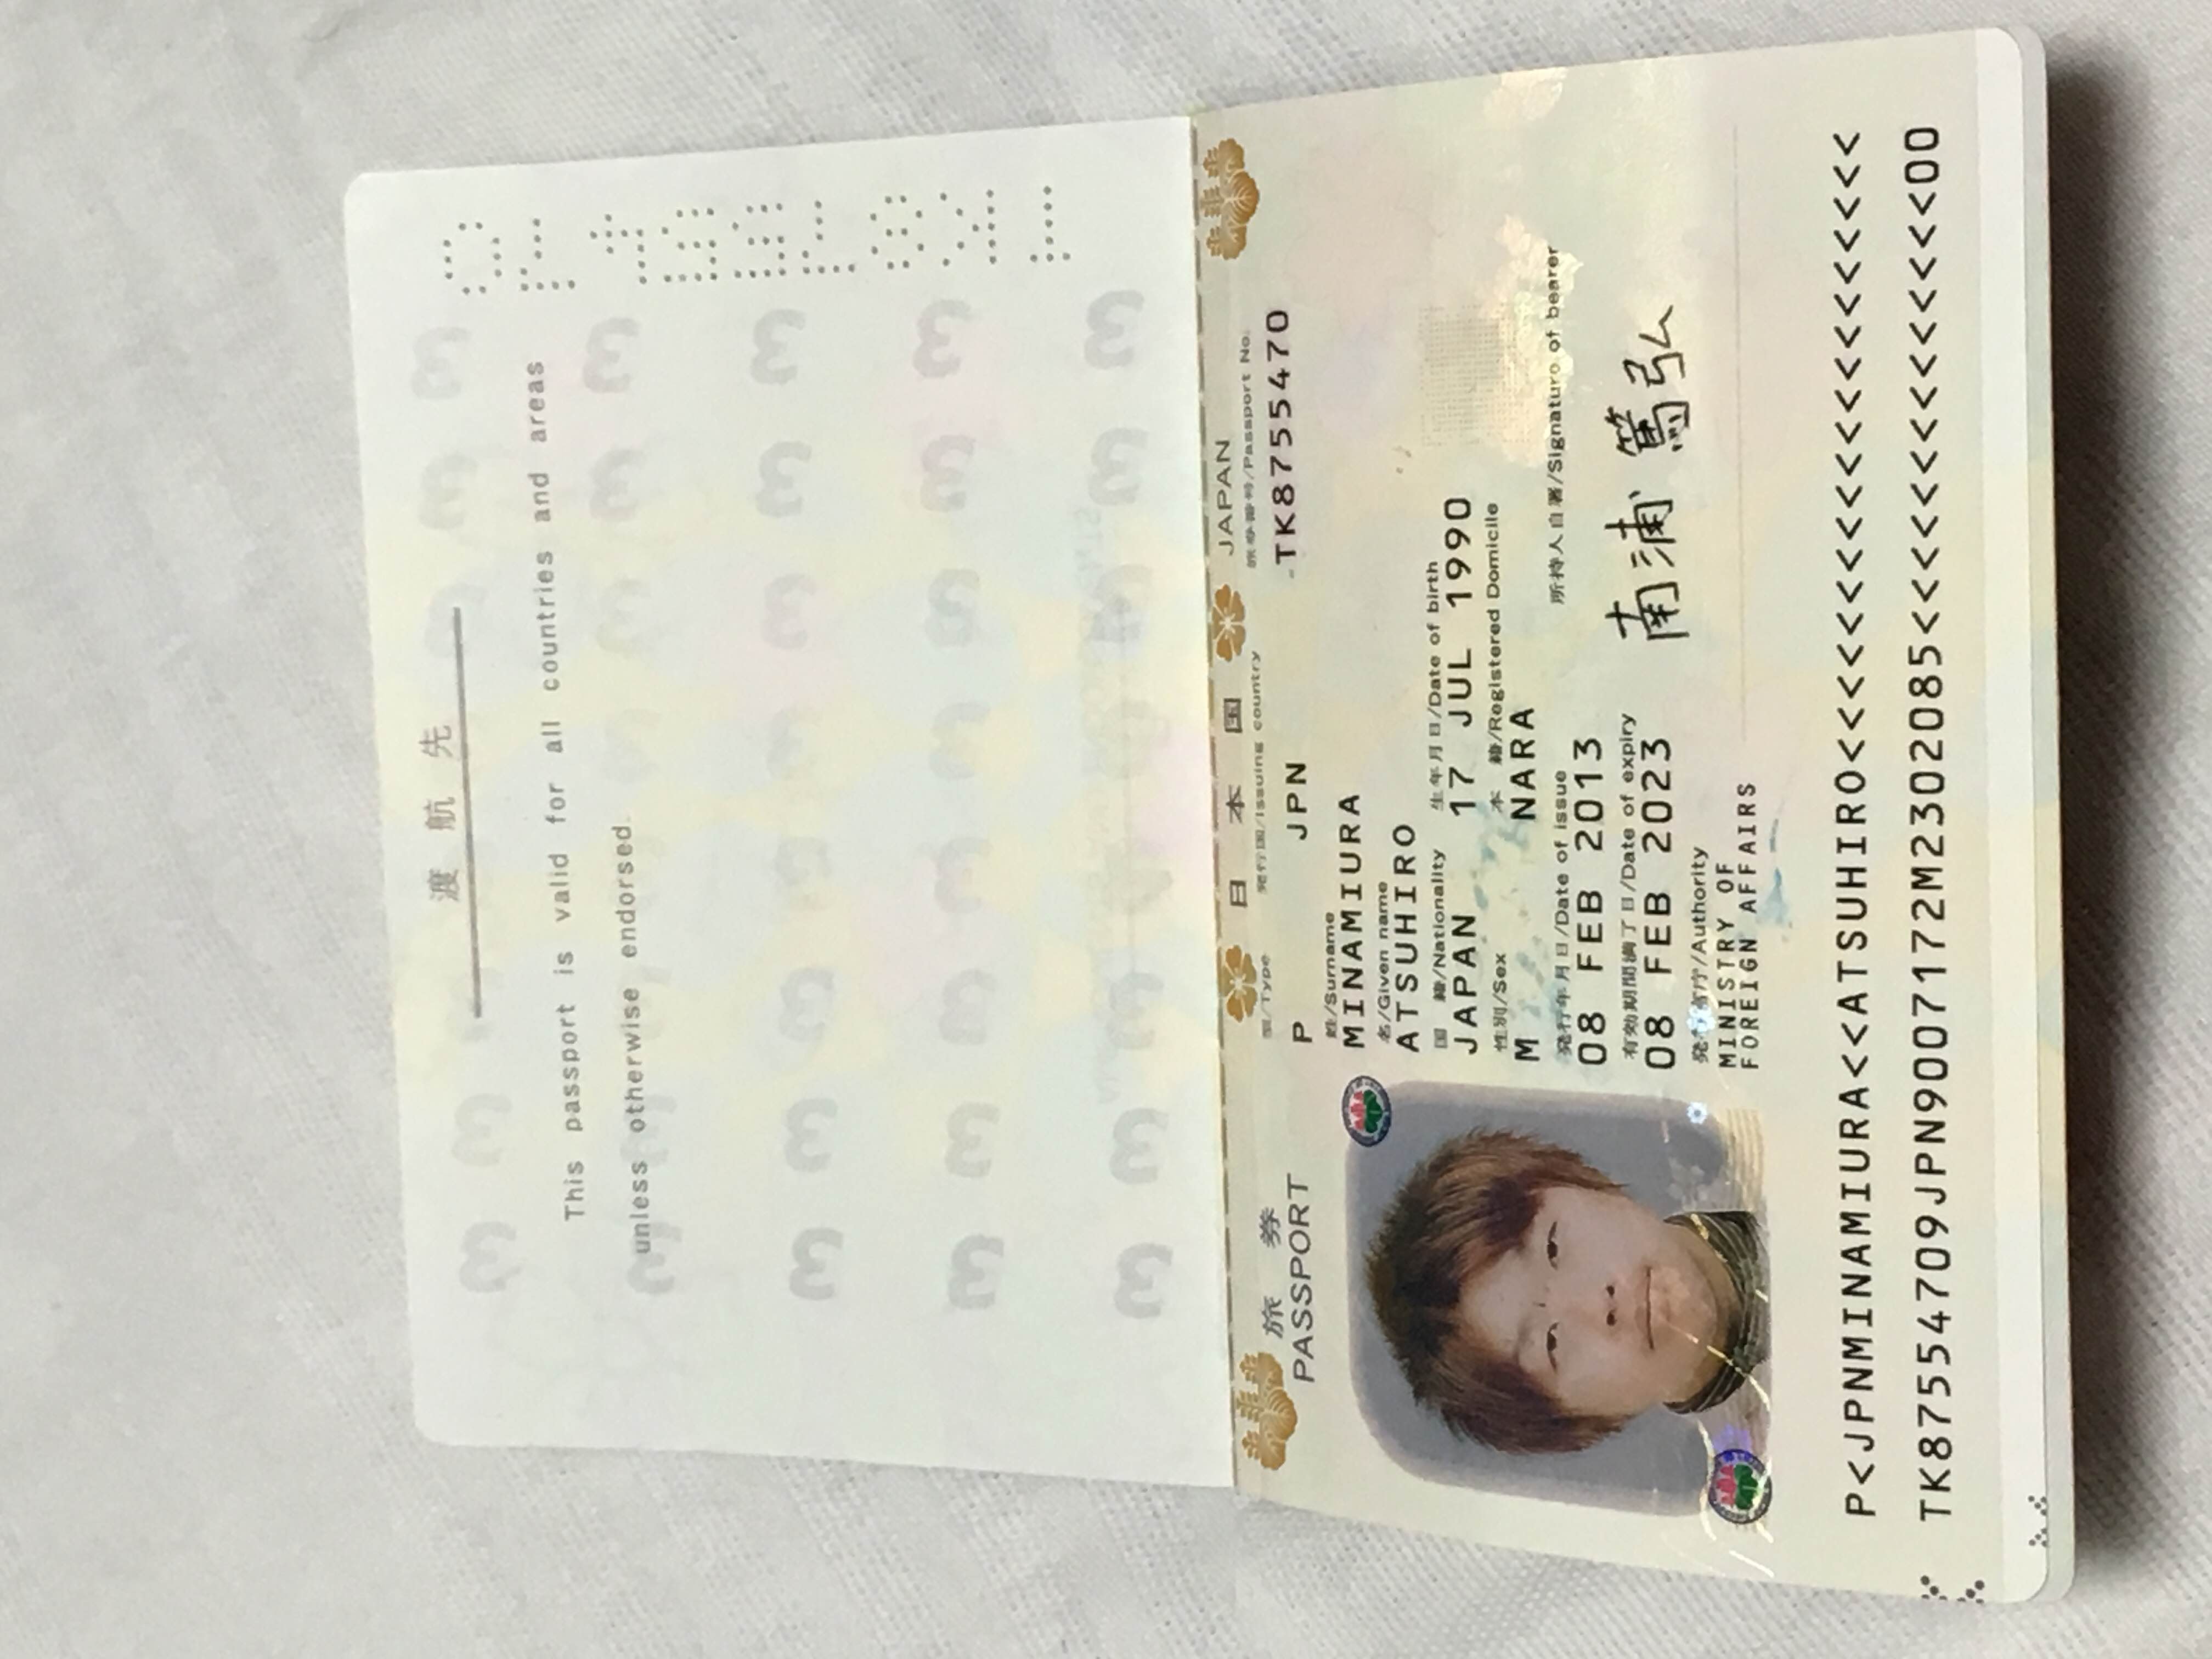 渡航先
This passport is valid for all countries and areas
unless otherwise endorsed.
TK8755470
旅券
PASSPORT
日本国 JAPAN
型/Type 発行国/Issuing country 旅券番号/Passport No.
P JPN TK8755470
姓/Surname
MINAMIURA
名/Given name
ATSUHIRO
国籍/Nationality 生年月日/Date of birth
JAPAN 17 JUL 1990
性別/Sex 本籍/Registered Domicile
M NARA
発行年月日/Date of issue 所持人自署/Signature of bearer
08 FEB 2013
有効期間満了日/Date of expiry
08 FEB 2023
南浦 篤弘
発行官庁/Authority
MINISTRY OF
FOREIGN AFFAIRS
P<JPNMINAMIURA<<ATSUHIRO<<<<<<<<<<<<<<<<<<<<
TK87554709JPN9007172M2302085<<<<<<<<<<<<<<00